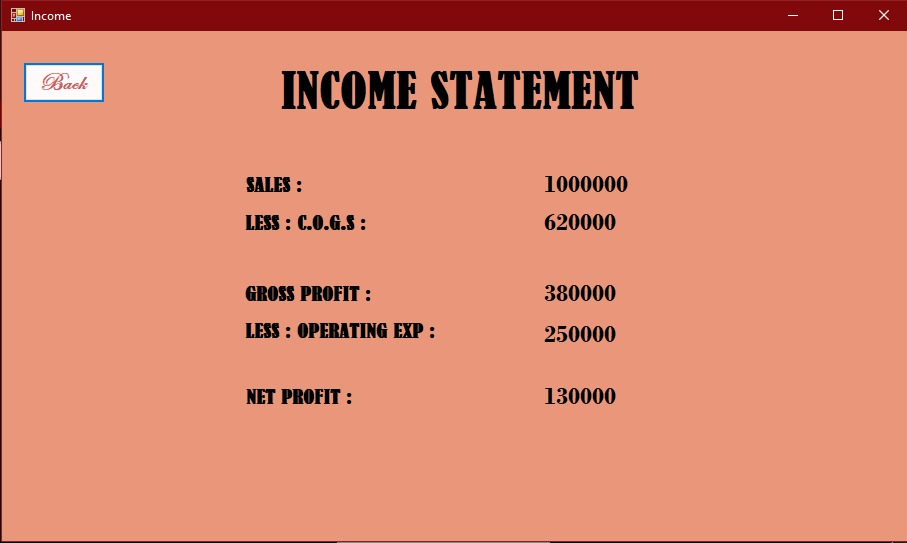 Income
Back
INCOME STATEMENT
SALES : 1000000
LESS : C.O.G.S : 620000
GROSS PROFIT : 380000
LESS : OPERATING EXP : 250000
NET PROFIT : 130000